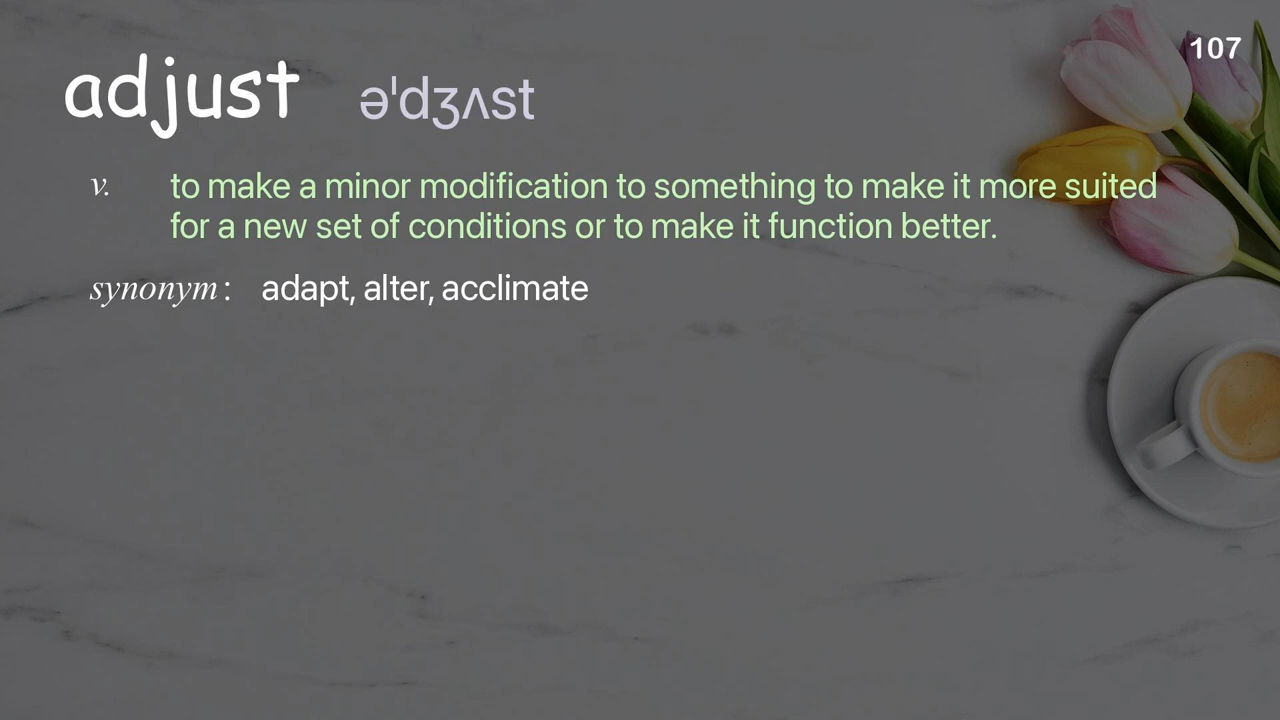 107
adjust əˈdʒʌst
v. to make a minor modification to something to make it more suited
for a new set of conditions or to make it function better.
synonym: adapt, alter, acclimate